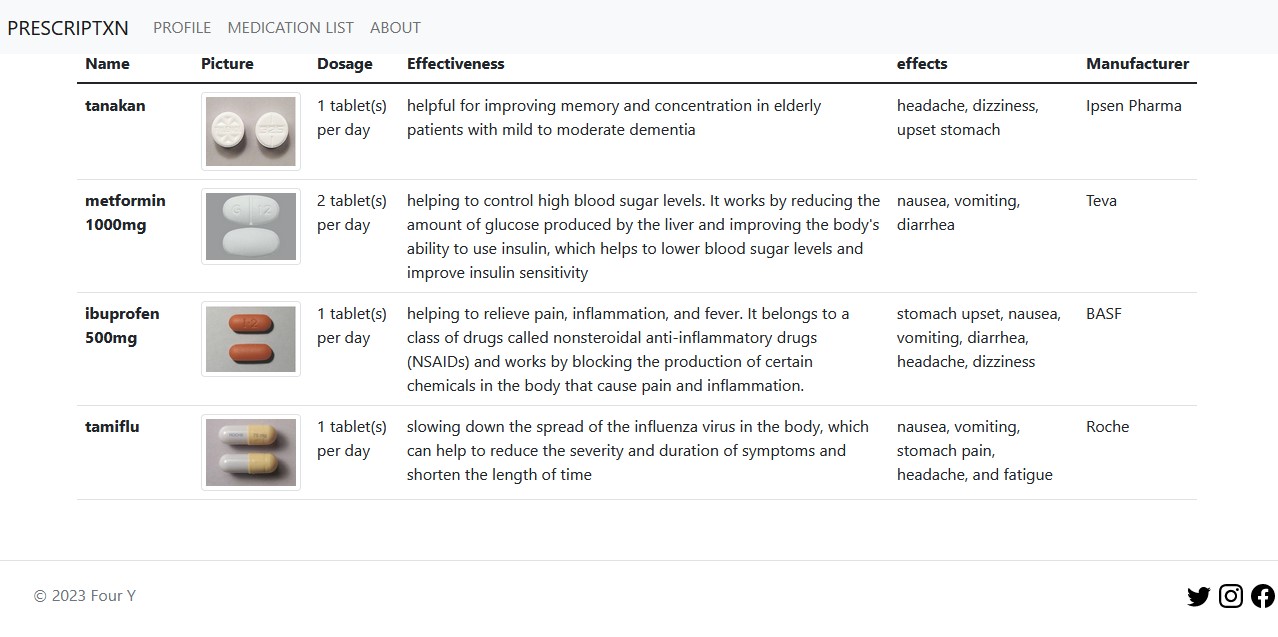 PRESCRIPTXN PROFILE MEDICATION LIST ABOUT
Name Picture Dosage Effectiveness effects Manufacturer
tanakan 1 tablet(s) helpful for improving memory and concentration in elderly headache, dizziness, Ipsen Pharma
per day patients with mild to moderate dementia upset stomach
metformin 2 tablet(s) helping to control high blood sugar levels. It works by reducing the nausea, vomiting, Teva
1000mg per day amount of glucose produced by the liver and improving the body's diarrhea
ability to use insulin, which helps to lower blood sugar levels and
improve insulin sensitivity
ibuprofen 1 tablet(s) helping to relieve pain, inflammation, and fever. It belongs to a stomach upset, nausea, BASF
500mg per day class of drugs called nonsteroidal anti-inflammatory drugs vomiting, diarrhea,
(NSAIDs) and works by blocking the production of certain headache, dizziness
chemicals in the body that cause pain and inflammation.
tamiflu 1 tablet(s) slowing down the spread of the influenza virus in the body, which nausea, vomiting, Roche
per day can help to reduce the severity and duration of symptoms and stomach pain,
shorten the length of time headache, and fatigue
© 2023 Four Y